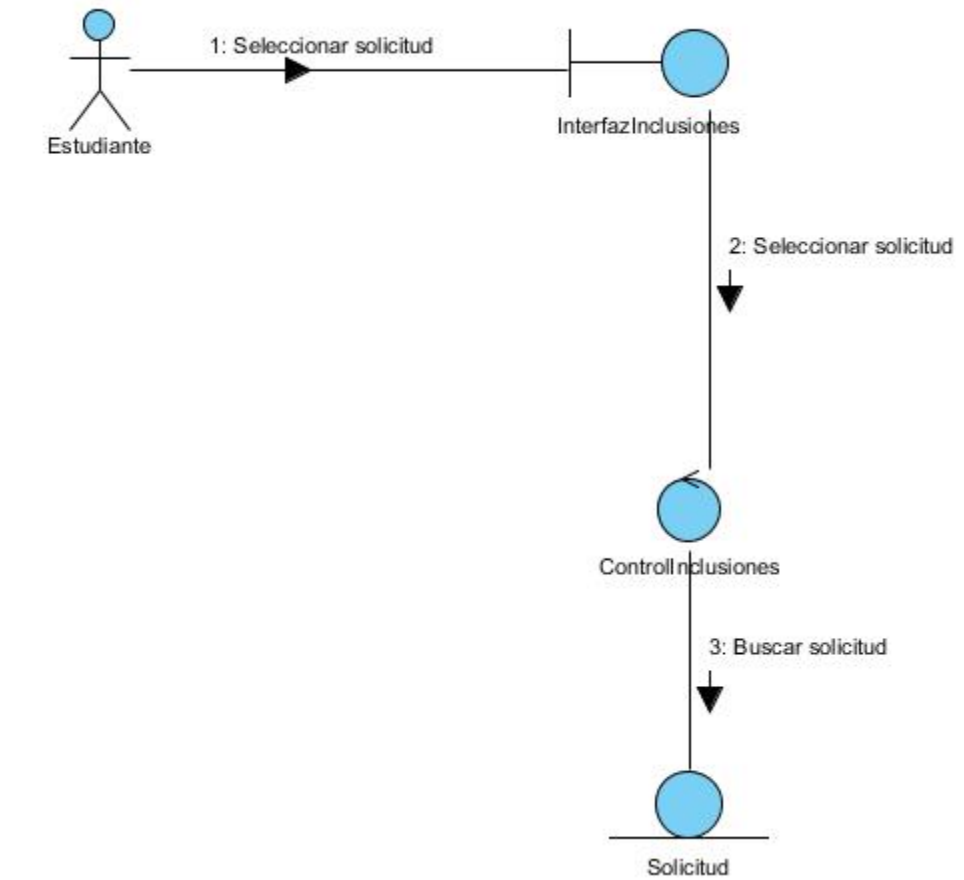 1: Seleccionar solicitud
InterfazInclusiones
Estudiante
2: Seleccionar solicitud
ControlInclusiones
3: Buscar solicitud
Solicitud